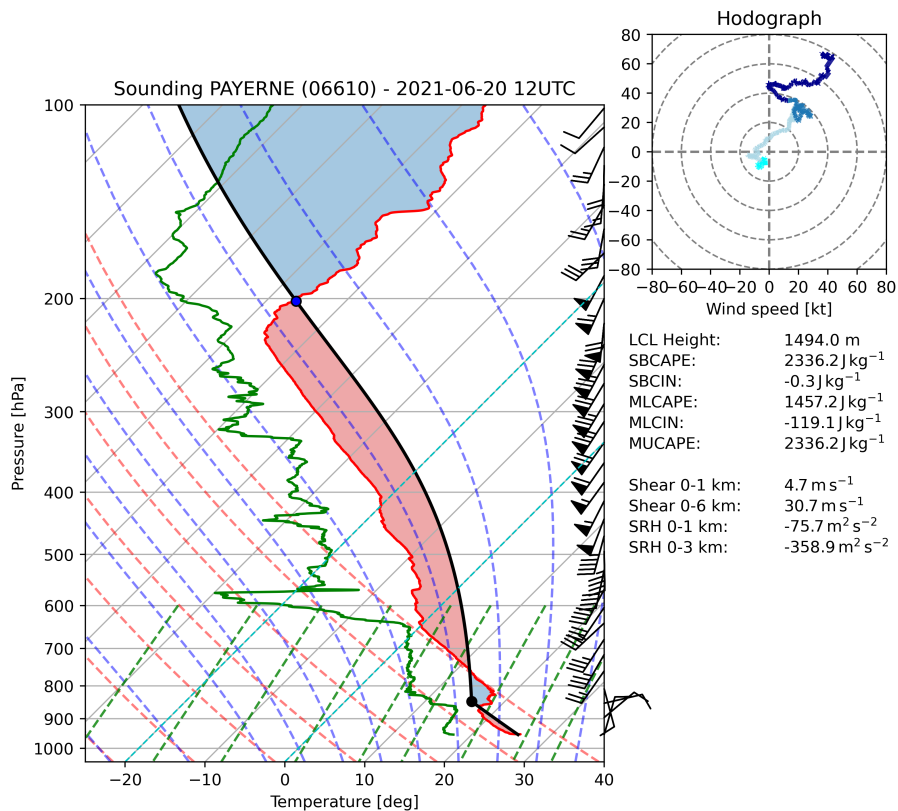 Hodograph
80
60
40
20
0
−20
−40
−60
−80
−80 −60 −40 −20 0 20 40 60 80
Wind speed [kt]
Sounding PAYERNE (06610) - 2021-06-20 12UTC
100
200
300
400
500
600
700
800
900
1000
Pressure [hPa]
−20 −10 0 10 20 30 40
Temperature [deg]
LCL Height: 1494.0 m
SBCAPE: 2336.2 J kg⁻¹
SBCIN: -0.3 J kg⁻¹
MLCAPE: 1457.2 J kg⁻¹
MLCIN: -119.1 J kg⁻¹
MUCAPE: 2336.2 J kg⁻¹
Shear 0-1 km: 4.7 m s⁻¹
Shear 0-6 km: 30.7 m s⁻¹
SRH 0-1 km: -75.7 m² s⁻²
SRH 0-3 km: -358.9 m² s⁻²